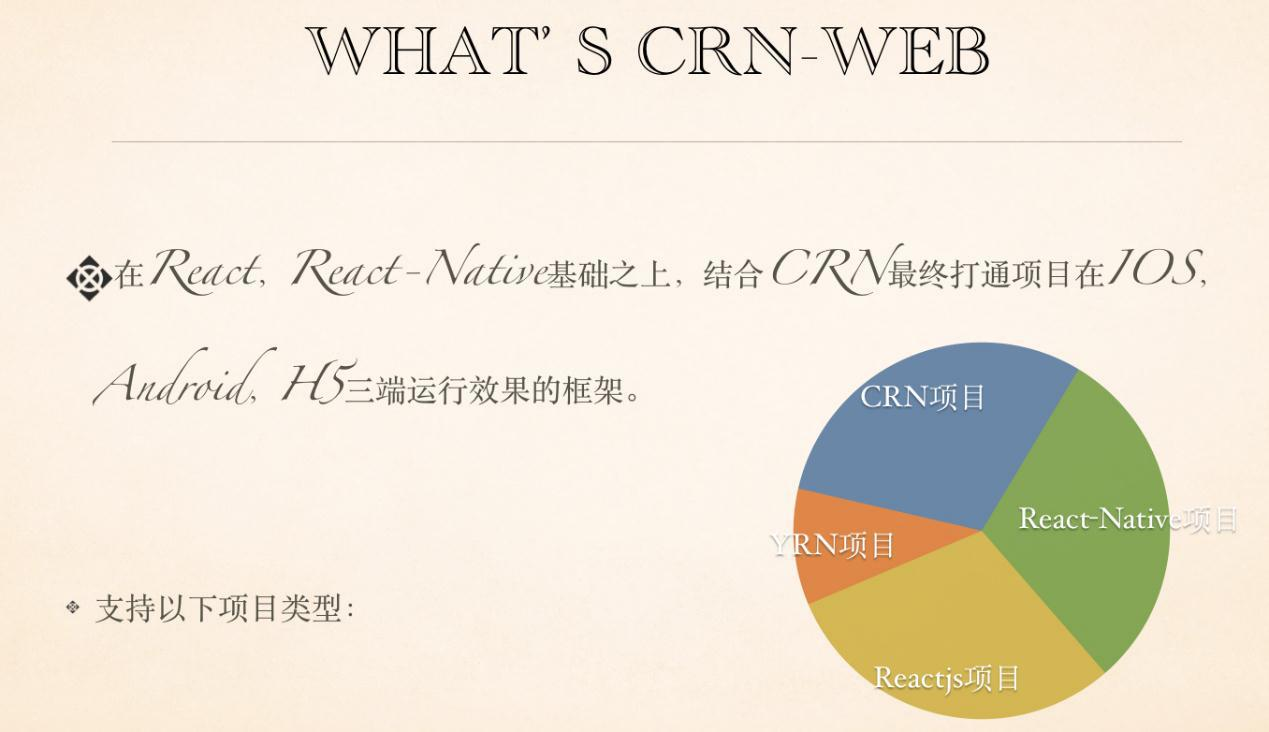 WHAT' S CRN-WEB
在React, React-Native基础之上，结合CRN最终打通项目在IOS,
Android, H5三端运行效果的框架。
CRN项目
React-Native项目
YRN项目
支持以下项目类型：
Reactjs项目